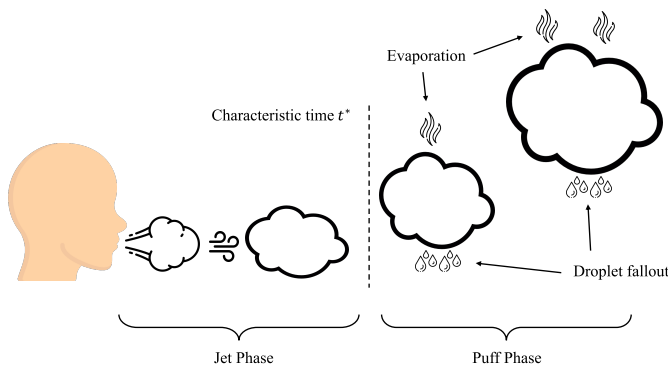 Evaporation
Characteristic time t*
Droplet fallout
Jet Phase
Puff Phase